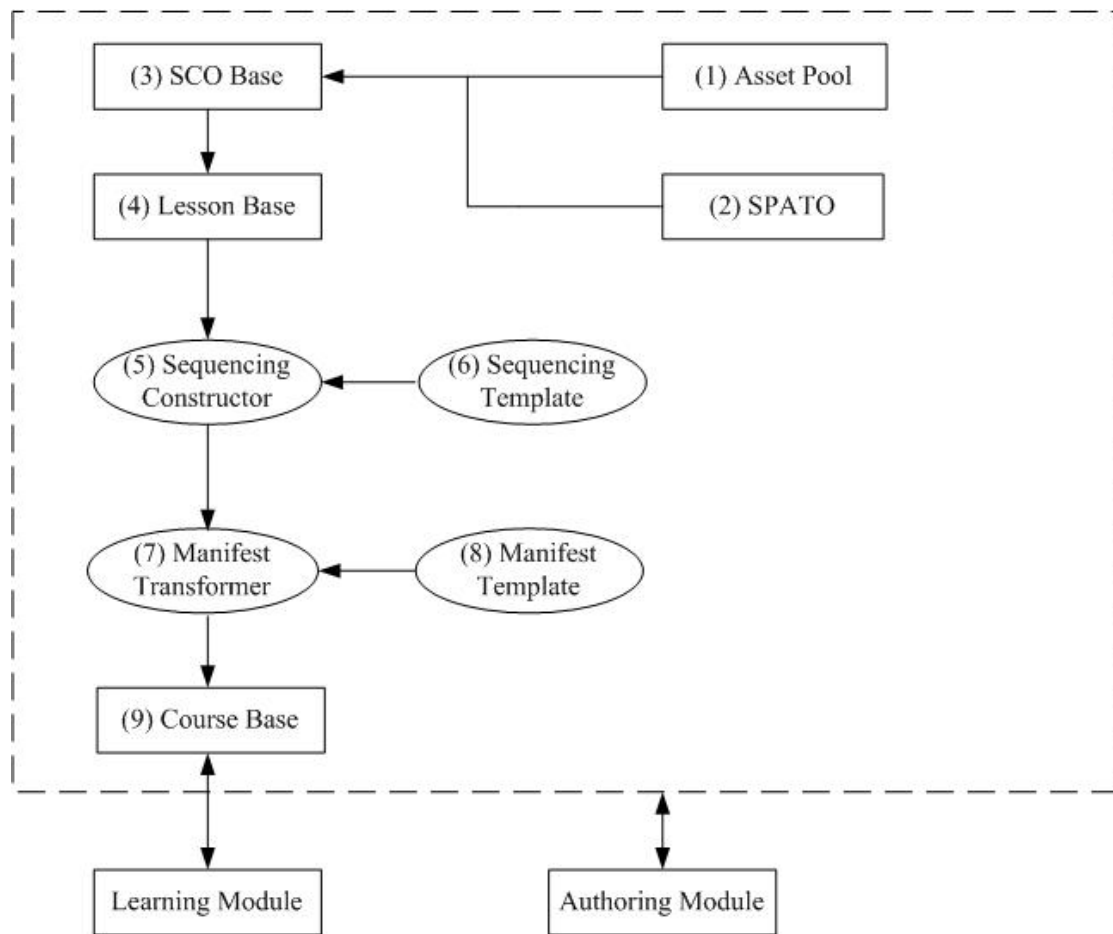 (3) SCO Base
(1) Asset Pool
(4) Lesson Base
(2) SPATO
(5) Sequencing
Constructor
(6) Sequencing
Template
(7) Manifest
Transformer
(8) Manifest
Template
(9) Course Base
Learning Module
Authoring Module